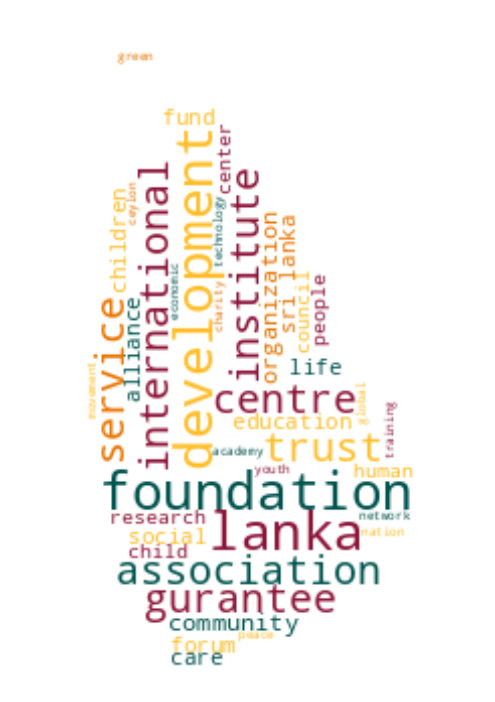 green
fund
development
center
international
institute
technology
ceylon
children
economic
charity
organization
sri lanka
council
people
service
alliance
movement
life
centre
global
training
education
trust
academy
youth
human
foundation
research
lanka
network
social
nation
child
association
gurantee
community
peace
forum
care